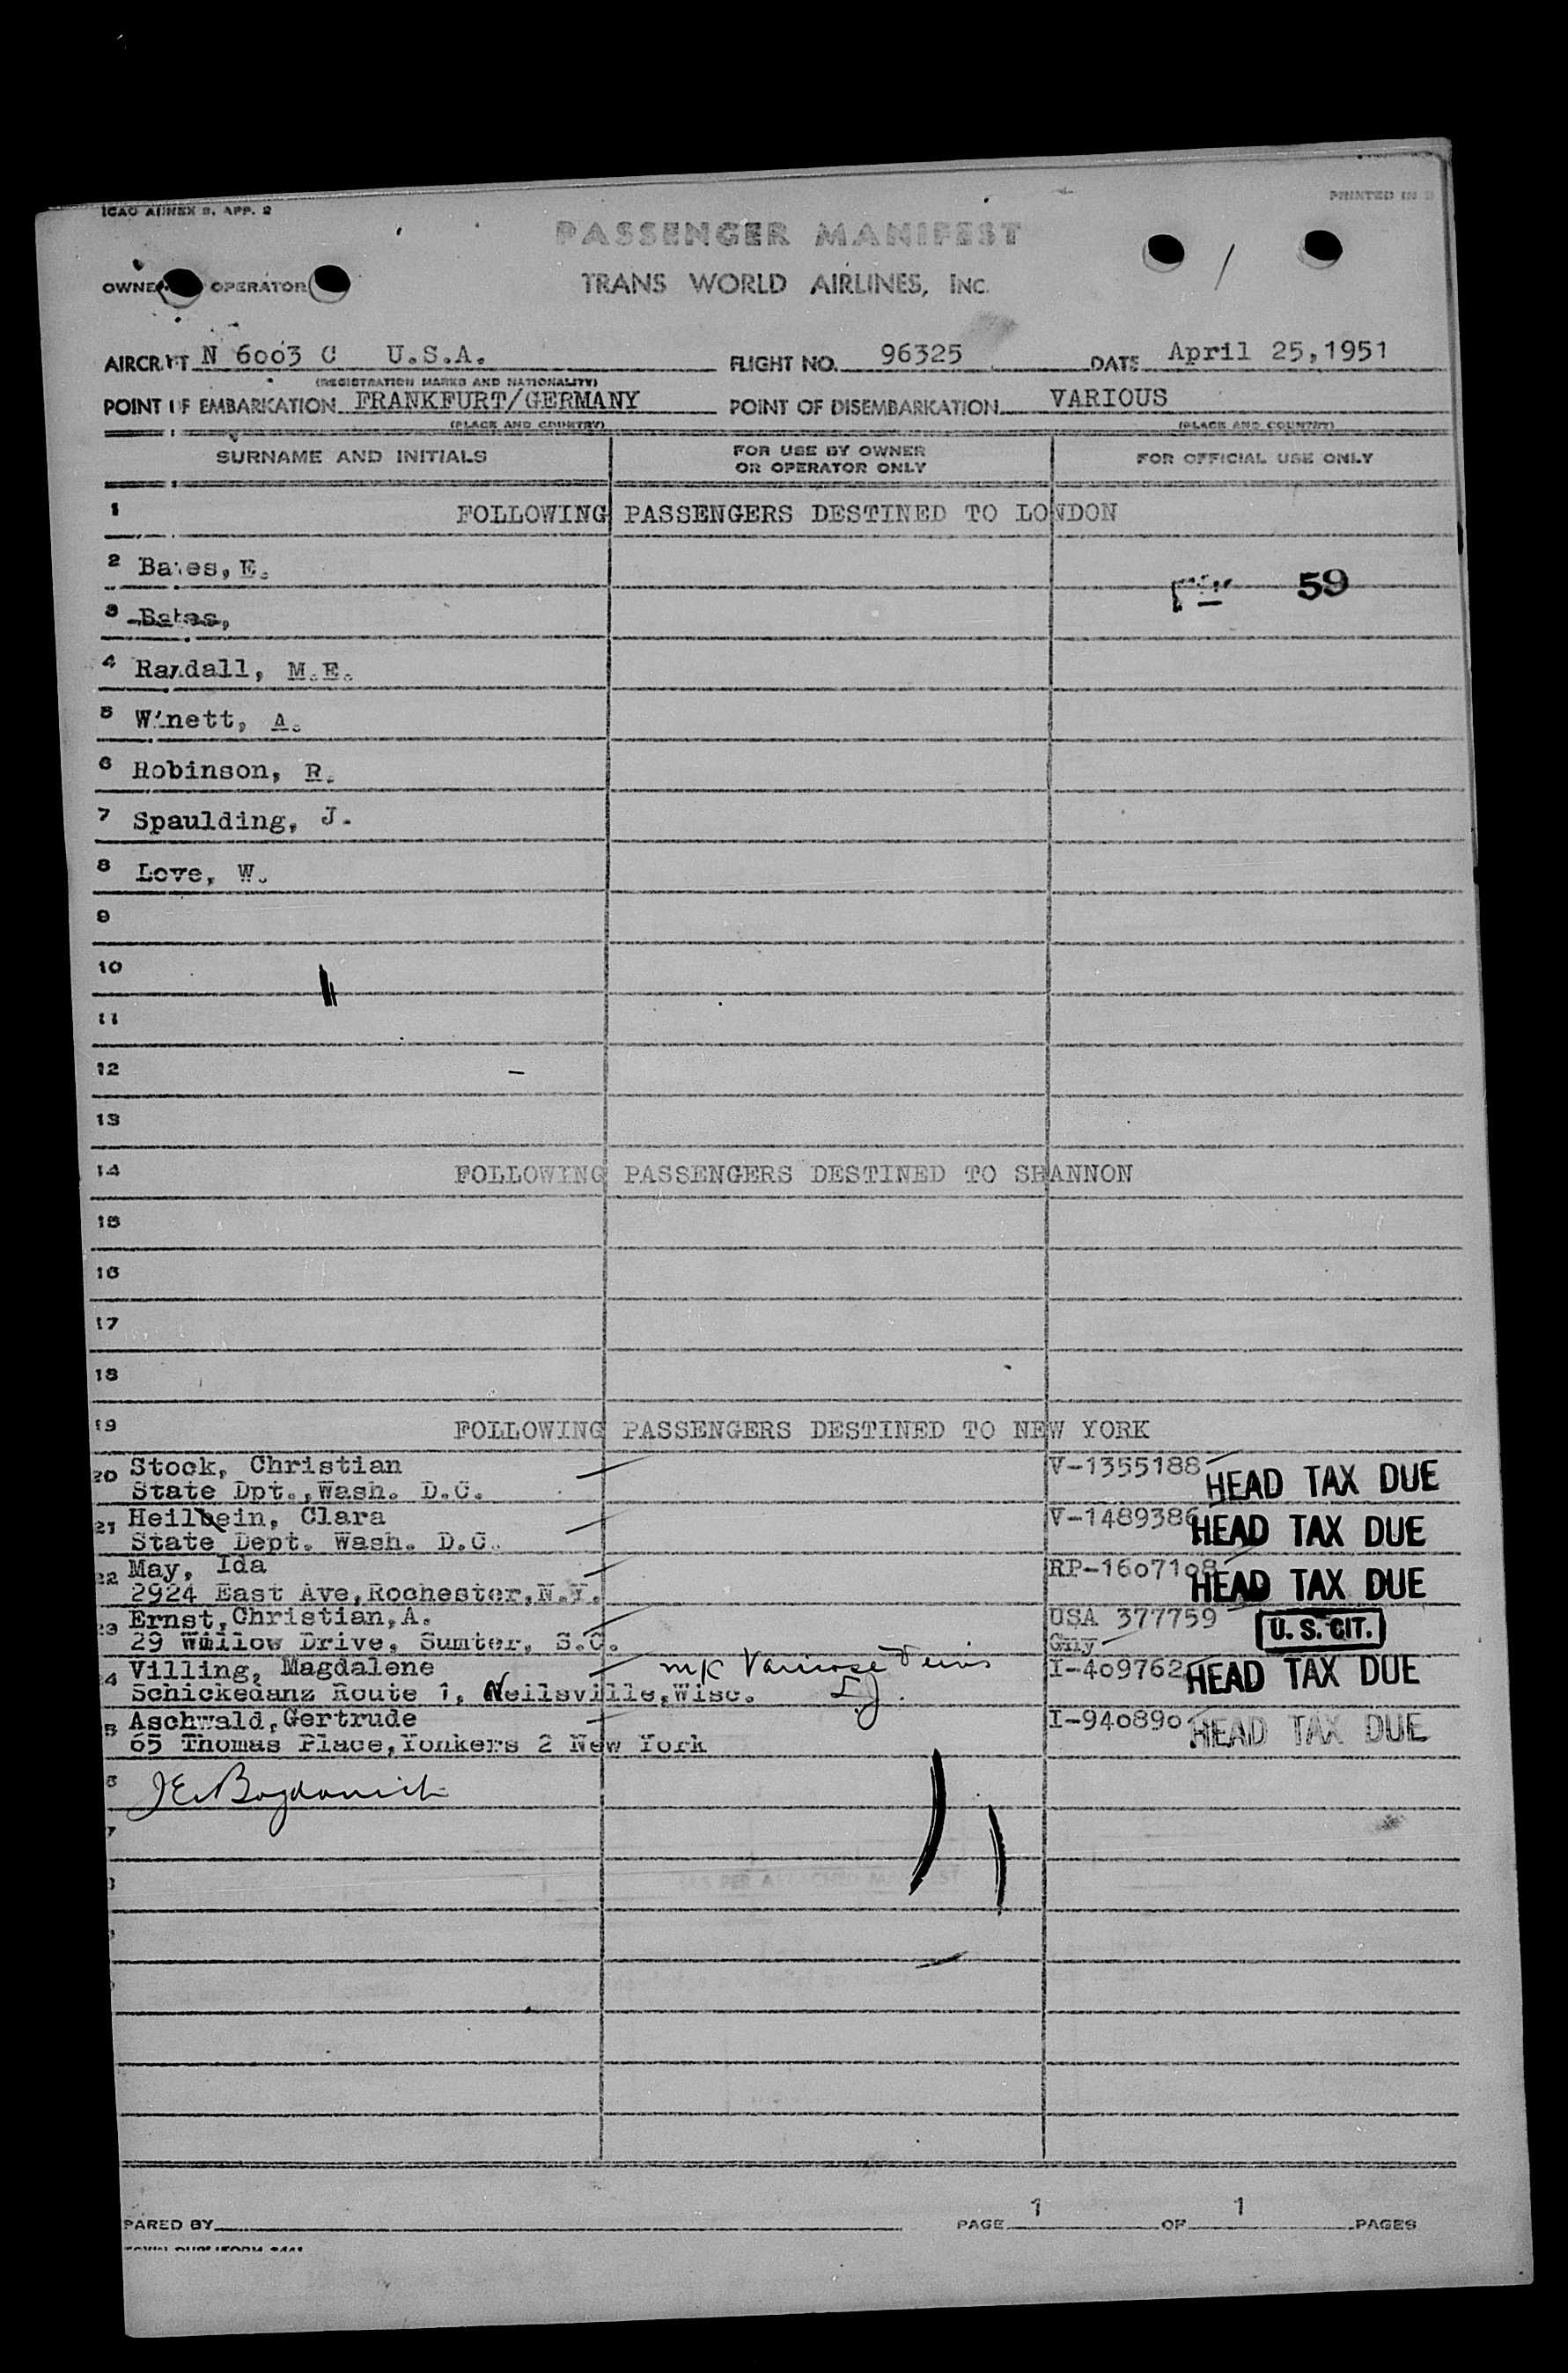 ICAO ANNEX 9, APP. 2
PRINTED IN
PASSENGER MANIFEST
OWNER OPERATOR
TRANS WORLD AIRLINES, INC.
AIRCRAFT N 6003 C U.S.A. FLIGHT NO. 96325 DATE April 25,1951
(REGISTRATION MARKS AND NATIONALITY)
POINT OF EMBARKATION FRANKFURT/GERMANY POINT OF DISEMBARKATION VARIOUS
(PLACE AND COUNTRY) (PLACE AND COUNTRY)
SURNAME AND INITIALS FOR USE BY OWNER OR OPERATOR ONLY FOR OFFICIAL USE ONLY
1 FOLLOWING PASSENGERS DESTINED TO LONDON
2 Bates, E.
59
3 Bates,
4 Randall, M.E.
5 Winett, A.
6 Robinson, R.
7 Spaulding, J.
8 Love, W.
9
10
11
12
13
14 FOLLOWING PASSENGERS DESTINED TO SHANNON
15
16
17
18
19 FOLLOWING PASSENGERS DESTINED TO NEW YORK
20 Stock, Christian V-1355188 HEAD TAX DUE
State Dpt.,Wash. D.C.
21 Heilbein, Clara V-1489386 HEAD TAX DUE
State Dept. Wash. D.C.
22 May, Ida RP-1607108 HEAD TAX DUE
2924 East Ave,Rochester,N.Y.
23 Ernst,Christian,A. USA 377759 U. S. CIT.
29 Willow Drive, Sumter, S.C. Gny
24 Villing, Magdalene I-409762 HEAD TAX DUE
Schickedanz Route 1, Neilsville,Wisc.
25 Aschwald,Gertrude I-940890 HEAD TAX DUE
65 Thomas Place,Yonkers 2 New York
6 J E Bogdanich
7
PARED BY PAGE 1 OF 1 PAGES